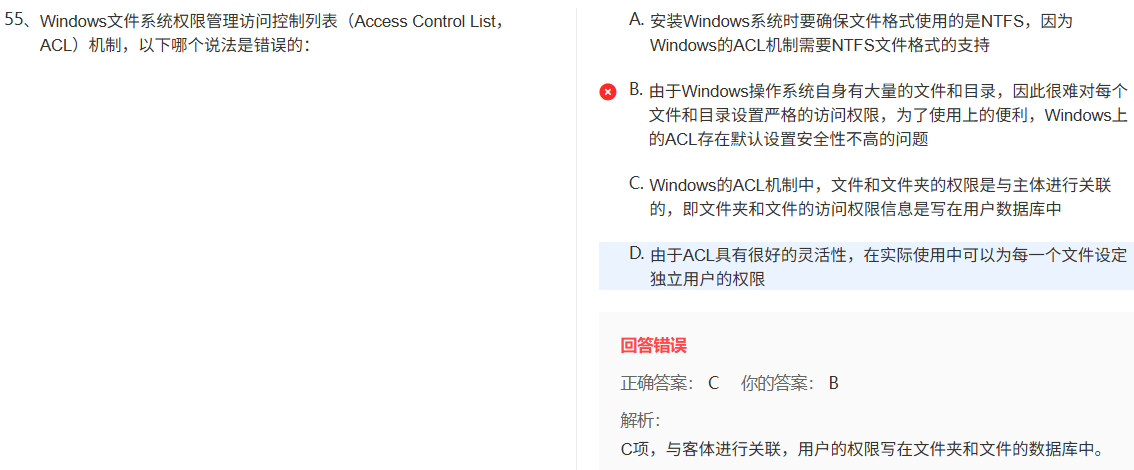 55、Windows文件系统权限管理访问控制列表（Access Control List，
ACL）机制，以下哪个说法是错误的：
A. 安装Windows系统时要确保文件格式使用的是NTFS，因为
Windows的ACL机制需要NTFS文件格式的支持
B. 由于Windows操作系统自身有大量的文件和目录，因此很难对每个
文件和目录设置严格的访问权限，为了使用上的便利，Windows上
的ACL存在默认设置安全性不高的问题
C. Windows的ACL机制中，文件和文件夹的权限是与主体进行关联
的，即文件夹和文件的访问权限信息是写在用户数据库中
D. 由于ACL具有很好的灵活性，在实际使用中可以为每一个文件设定
独立用户的权限
回答错误
正确答案： C 你的答案： B
解析：
C项，与客体进行关联，用户的权限写在文件夹和文件的数据库中。